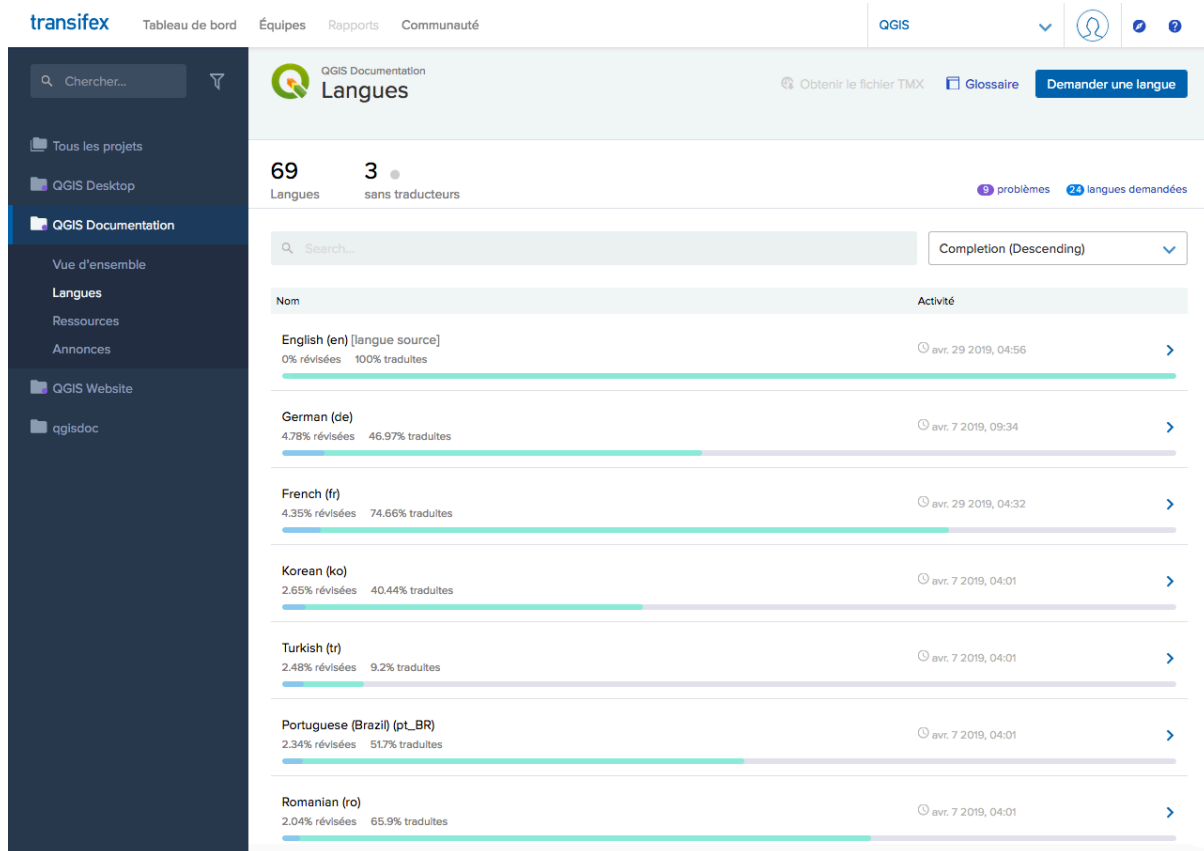 transifex Tableau de bord Équipes Rapports Communauté QGIS
Chercher...
Tous les projets
QGIS Desktop
QGIS Documentation
Vue d'ensemble
Langues
Ressources
Annonces
QGIS Website
qgisdoc
QGIS Documentation
Langues
Obtenir le fichier TMX Glossaire Demander une langue
69 3
Langues sans traducteurs
9 problèmes 24 langues demandées
Search... Completion (Descending)
Nom Activité
English (en) [langue source]
0% révisées 100% traduites
avr. 29 2019, 04:56
German (de)
4.78% révisées 46.97% traduites
avr. 7 2019, 09:34
French (fr)
4.35% révisées 74.66% traduites
avr. 29 2019, 04:32
Korean (ko)
2.65% révisées 40.44% traduites
avr. 7 2019, 04:01
Turkish (tr)
2.48% révisées 9.2% traduites
avr. 7 2019, 04:01
Portuguese (Brazil) (pt_BR)
2.34% révisées 51.7% traduites
avr. 7 2019, 04:01
Romanian (ro)
2.04% révisées 65.9% traduites
avr. 7 2019, 04:01